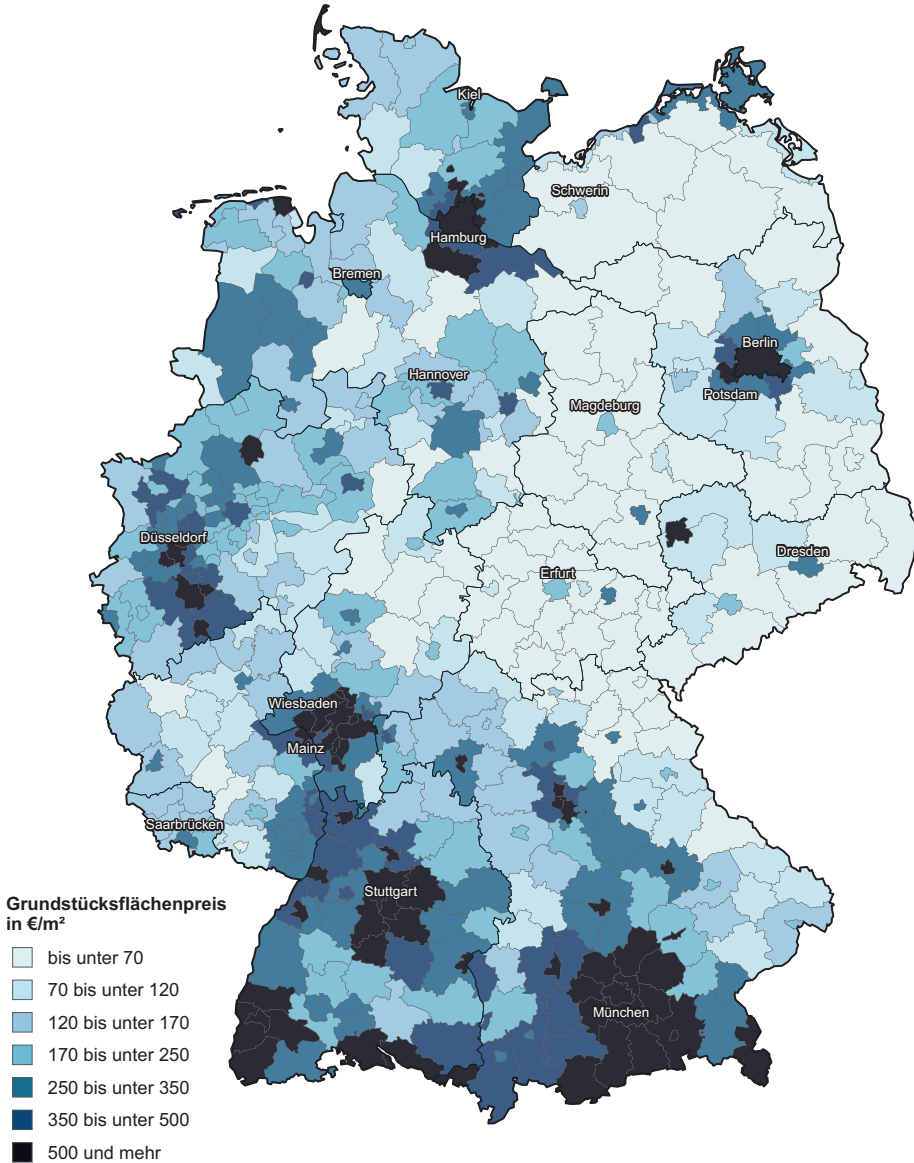 Kiel
Schwerin
Hamburg
Bremen
Berlin
Hannover
Potsdam
Magdeburg
Düsseldorf
Dresden
Erfurt
Wiesbaden
Mainz
Saarbrücken
Stuttgart
München
Grundstücksflächenpreis
in €/m²
bis unter 70
70 bis unter 120
120 bis unter 170
170 bis unter 250
250 bis unter 350
350 bis unter 500
500 und mehr